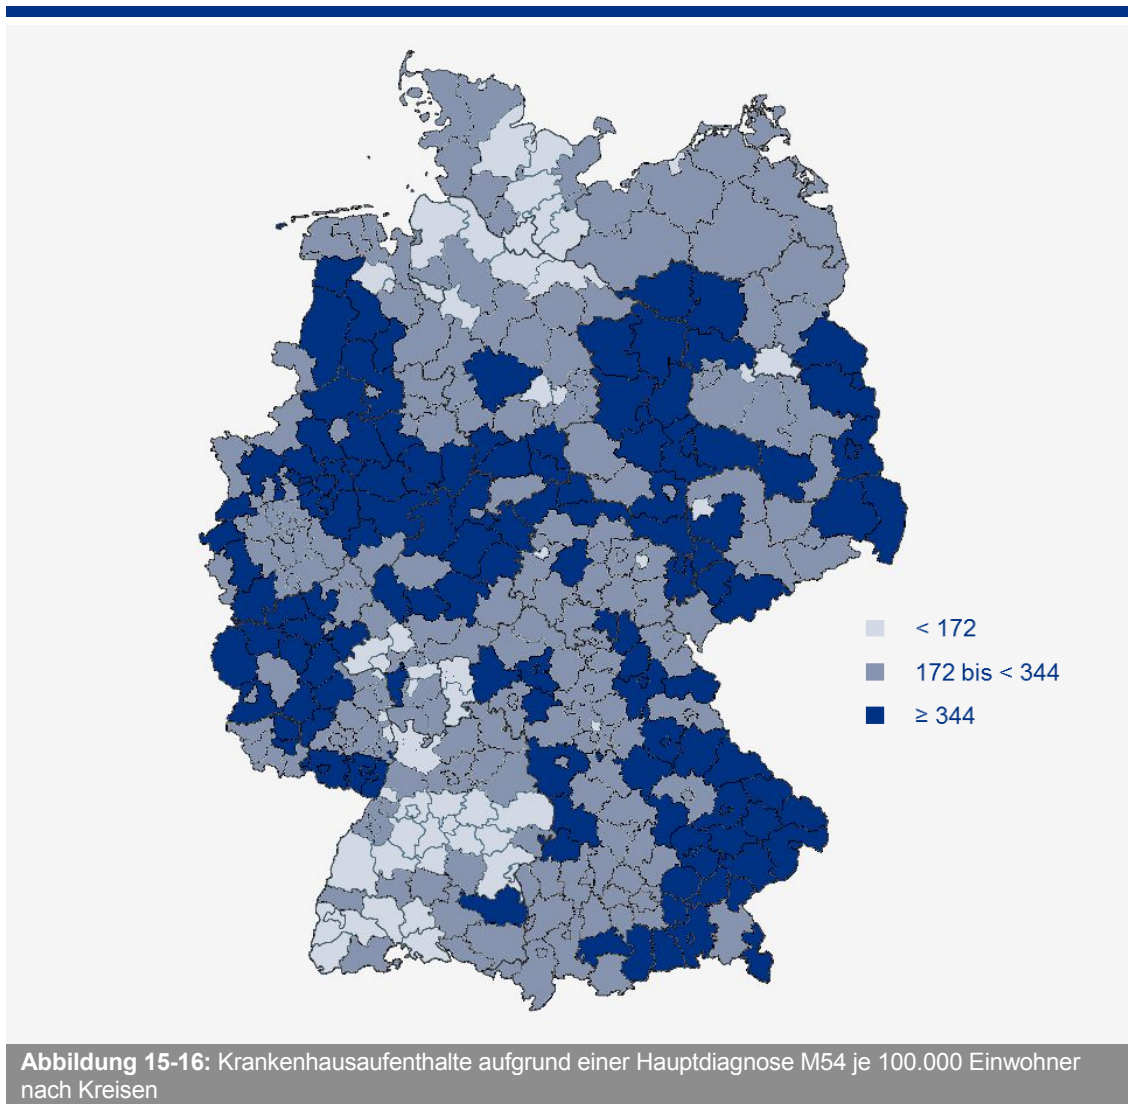 < 172
172 bis < 344
≥ 344
Abbildung 15-16: Krankenhausaufenthalte aufgrund einer Hauptdiagnose M54 je 100.000 Einwohner
nach Kreisen